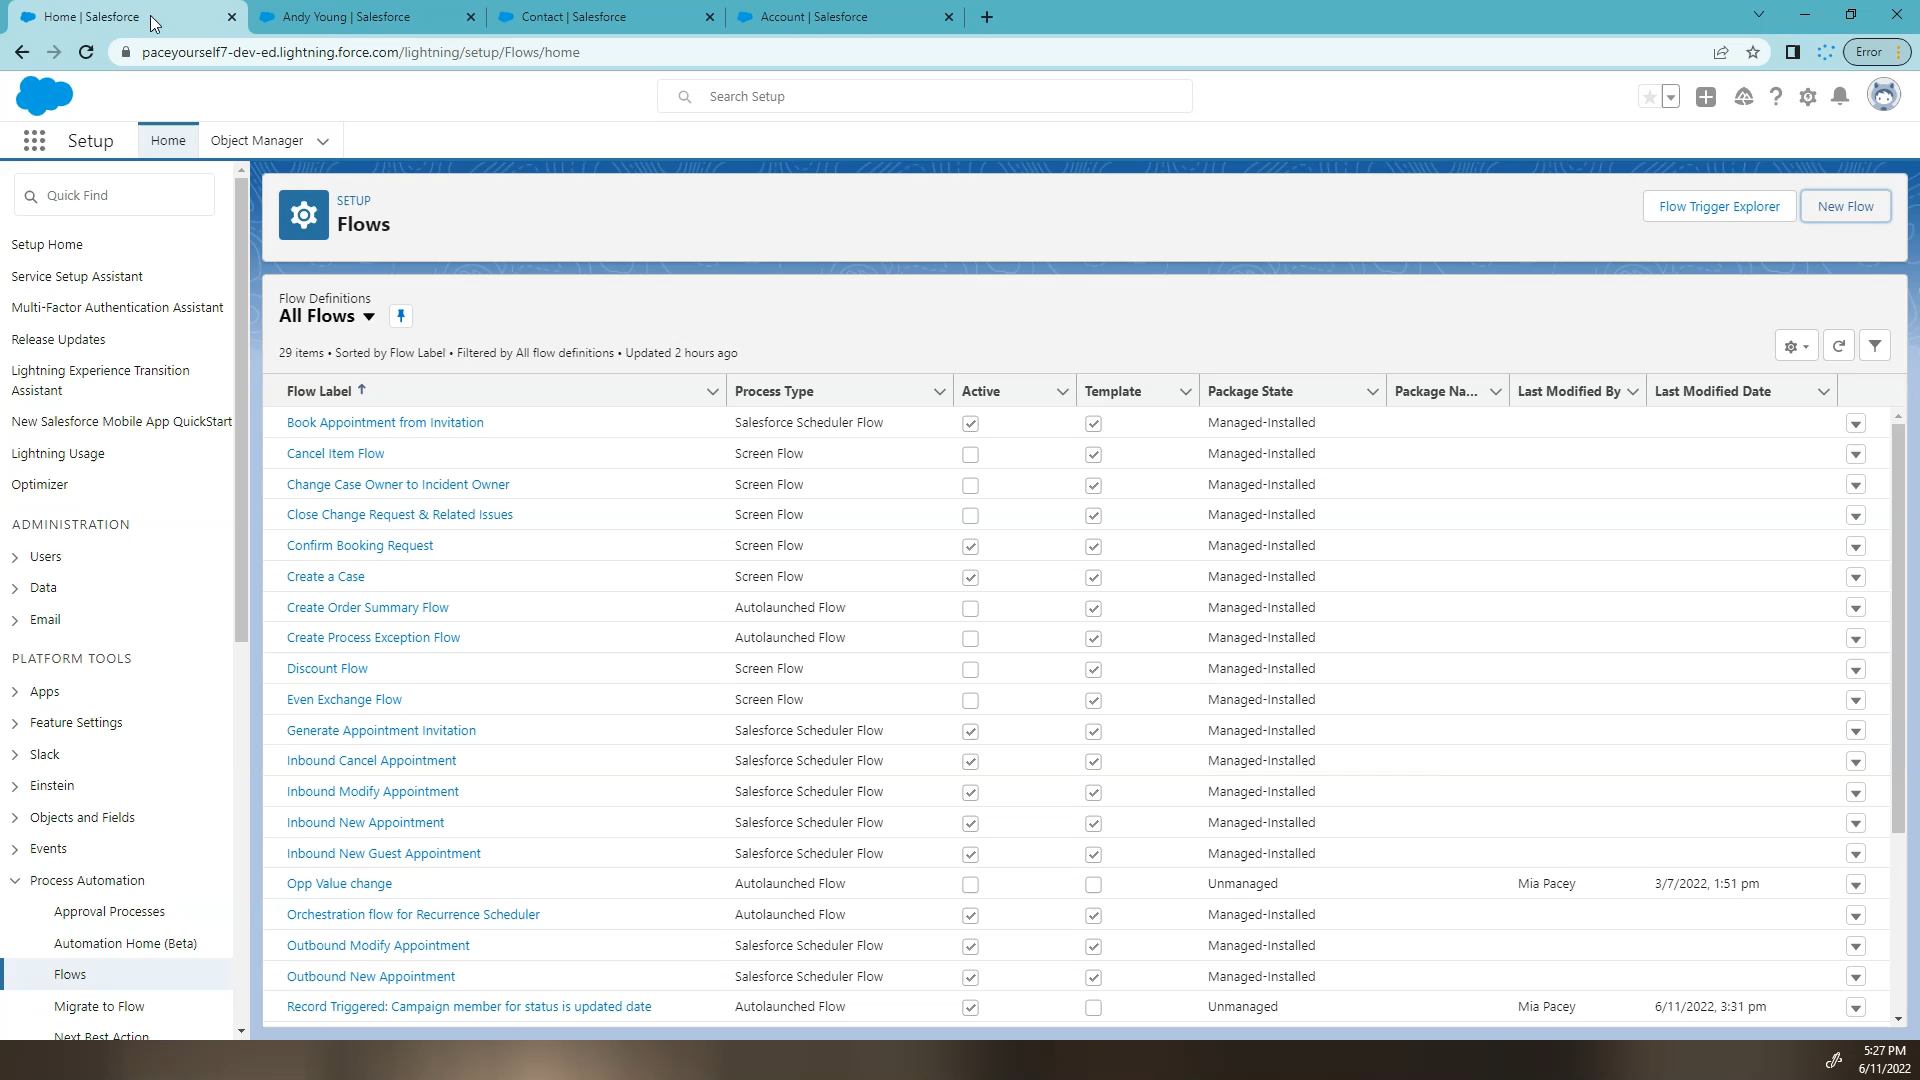 Home | Salesforce
Andy Young | Salesforce
Contact | Salesforce
Account | Salesforce
paceyourself7-dev-ed.lightning.force.com/lightning/setup/Flows/home
Error
Search Setup
Setup
Home
Object Manager
Quick Find
Setup Home
Service Setup Assistant
Multi-Factor Authentication Assistant
Release Updates
Lightning Experience Transition
Assistant
New Salesforce Mobile App QuickStart
Lightning Usage
Optimizer
ADMINISTRATION
Users
Data
Email
PLATFORM TOOLS
Apps
Feature Settings
Slack
Einstein
Objects and Fields
Events
Process Automation
Approval Processes
Automation Home (Beta)
Flows
Migrate to Flow
Next Best Action
SETUP
Flows
Flow Trigger Explorer
New Flow
Flow Definitions
All Flows
29 items • Sorted by Flow Label • Filtered by All flow definitions • Updated 2 hours ago
Flow Label Process Type Active Template Package State Package Na... Last Modified By Last Modified Date
Book Appointment from Invitation Salesforce Scheduler Flow Managed-Installed
Cancel Item Flow Screen Flow Managed-Installed
Change Case Owner to Incident Owner Screen Flow Managed-Installed
Close Change Request & Related Issues Screen Flow Managed-Installed
Confirm Booking Request Screen Flow Managed-Installed
Create a Case Screen Flow Managed-Installed
Create Order Summary Flow Autolaunched Flow Managed-Installed
Create Process Exception Flow Autolaunched Flow Managed-Installed
Discount Flow Screen Flow Managed-Installed
Even Exchange Flow Screen Flow Managed-Installed
Generate Appointment Invitation Salesforce Scheduler Flow Managed-Installed
Inbound Cancel Appointment Salesforce Scheduler Flow Managed-Installed
Inbound Modify Appointment Salesforce Scheduler Flow Managed-Installed
Inbound New Appointment Salesforce Scheduler Flow Managed-Installed
Inbound New Guest Appointment Salesforce Scheduler Flow Managed-Installed
Opp Value change Autolaunched Flow Unmanaged Mia Pacey 3/7/2022, 1:51 pm
Orchestration flow for Recurrence Scheduler Autolaunched Flow Managed-Installed
Outbound Modify Appointment Salesforce Scheduler Flow Managed-Installed
Outbound New Appointment Salesforce Scheduler Flow Managed-Installed
Record Triggered: Campaign member for status is updated date Autolaunched Flow Unmanaged Mia Pacey 6/11/2022, 3:31 pm
5:27 PM
6/11/2022